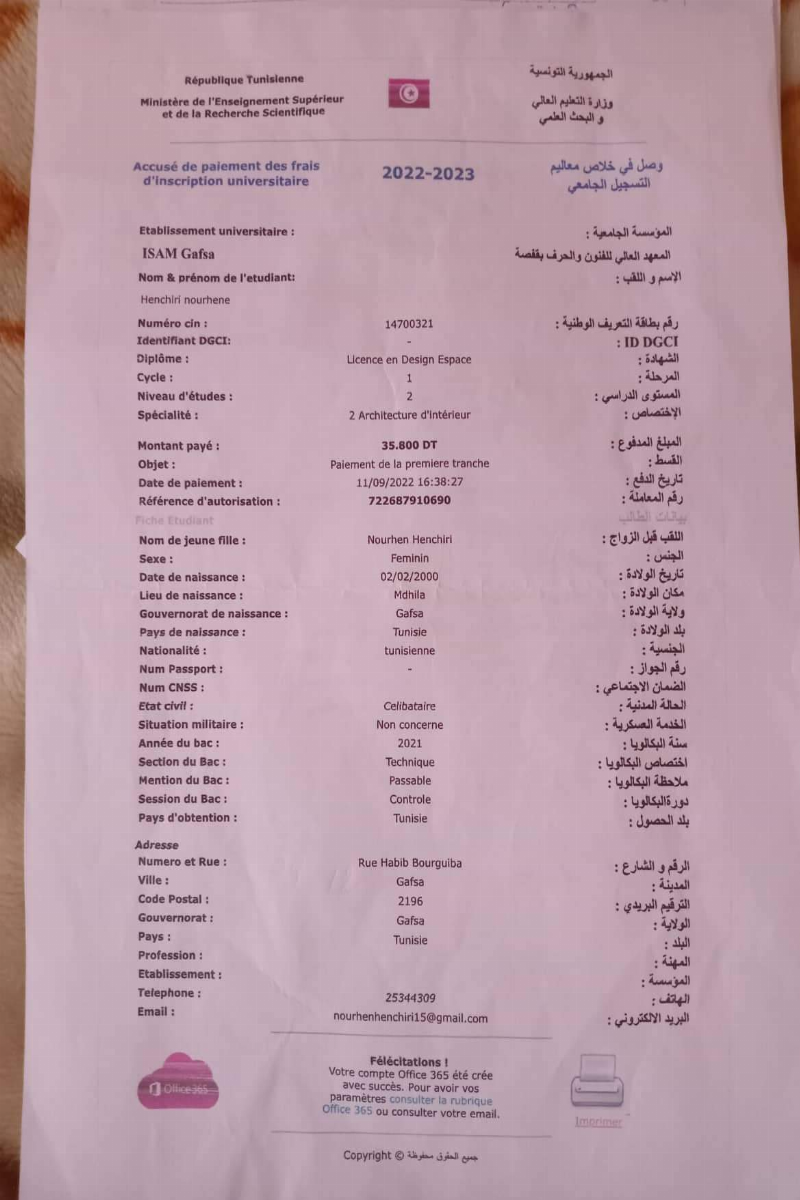 République Tunisienne
Ministère de l'Enseignement Supérieur
et de la Recherche Scientifique
الجمهورية التونسية
وزارة التعليم العالي
و البحث العلمي
Accusé de paiement des frais
d'inscription universitaire
2022-2023
وصل في خلاص معاليم
التسجيل الجامعي
Etablissement universitaire : المؤسسة الجامعية :
ISAM Gafsa المعهد العالي للفنون والحرف بقفصة
Nom & prénom de l'etudiant: الإسم و اللقب :
Henchiri nourhene
Numéro cin : 14700321 رقم بطاقة التعريف الوطنية :
Identifiant DGCI: - ID DGCI :
Diplôme : Licence en Design Espace الشهادة :
Cycle : 1 المرحلة :
Niveau d'études : 2 المستوى الدراسي :
Spécialité : 2 Architecture d'intérieur الإختصاص :
Montant payé : 35.800 DT المبلغ المدفوع :
Objet : Paiement de la premiere tranche القسط :
Date de paiement : 11/09/2022 16:38:27 تاريخ الدفع :
Référence d'autorisation : 722687910690 رقم المعاملة :
Fiche Etudiant بيانات الطالب
Nom de jeune fille : Nourhen Henchiri اللقب قبل الزواج :
Sexe : Feminin الجنس :
Date de naissance : 02/02/2000 تاريخ الولادة :
Lieu de naissance : Mdhila مكان الولادة :
Gouvernorat de naissance : Gafsa ولاية الولادة :
Pays de naissance : Tunisie بلد الولادة :
Nationalité : tunisienne الجنسية :
Num Passport : - رقم الجواز :
Num CNSS : الضمان الاجتماعي :
Etat civil : Celibataire الحالة المدنية :
Situation militaire : Non concerne الخدمة العسكرية :
Année du bac : 2021 سنة البكالويا :
Section du Bac : Technique اختصاص البكالويا :
Mention du Bac : Passable ملاحظة البكالويا :
Session du Bac : Controle دورةالبكالويا :
Pays d'obtention : Tunisie بلد الحصول :
Adresse
Numero et Rue : Rue Habib Bourguiba الرقم و الشارع :
Ville : Gafsa المدينة :
Code Postal : 2196 الترقيم البريدي :
Gouvernorat : Gafsa الولاية :
Pays : Tunisie البلد :
Profession : المهنة :
Etablissement : المؤسسة :
Telephone : 25344309 الهاتف :
Email : nourhenhenchiri15@gmail.com البريد الالكتروني :
Office 365
Félécitations !
Votre compte Office 365 été crée
avec succès. Pour avoir vos
paramètres consulter la rubrique
Office 365 ou consulter votre email.
Imprimer
Copyright © جميع الحقوق محفوظة